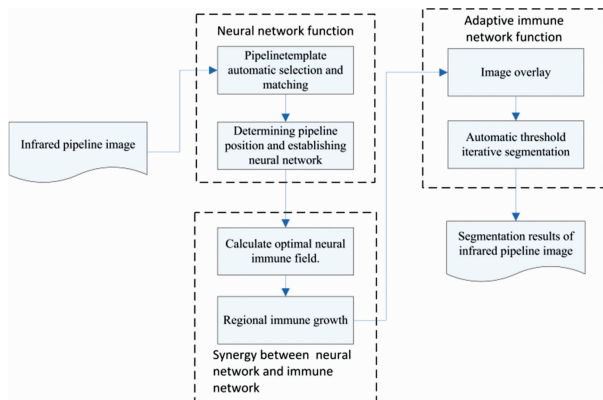 Neural network function
Pipelinetemplate
automatic selection and
matching
Infrared pipeline image
Determining pipeline
position and establishing
neural network
Calculate optimal neural
immune field.
Regional immune growth
Synergy between neural
network and immune
network
Adaptive immune
network function
Image overlay
Automatic threshold
iterative segmentation
Segmentation results of
infrared pipeline image